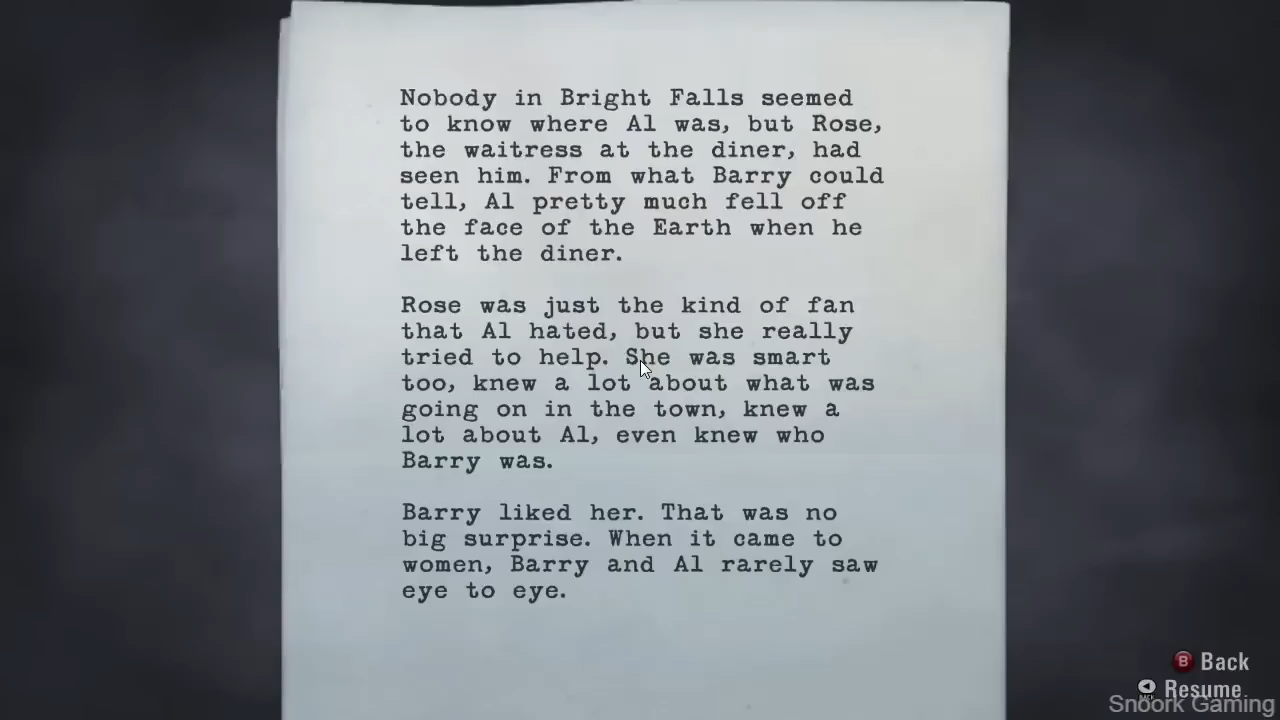 Nobody in Bright Falls seemed
to know where Al was, but Rose,
the waitress at the diner, had
seen him. From what Barry could
tell, Al pretty much fell off
the face of the Earth when he
left the diner.
Rose was just the kind of fan
that Al hated, but she really
tried to help. She was smart
too, knew a lot about what was
going on in the town, knew a
lot about Al, even knew who
Barry was.
Barry liked her. That was no
big surprise. When it came to
women, Barry and Al rarely saw
eye to eye.
B Back
BACK Resume
Snoork Gaming